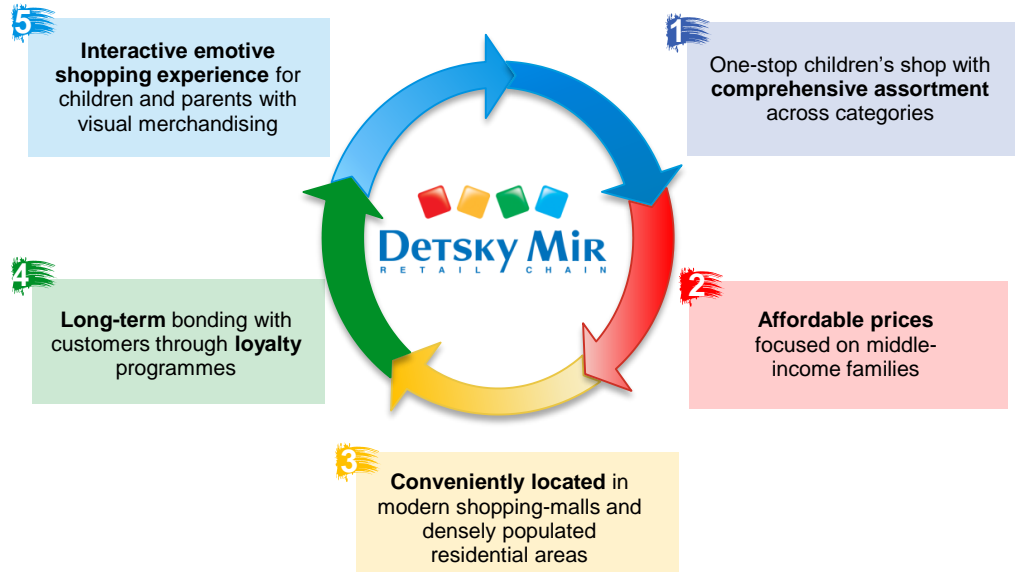 5
Interactive emotive
shopping experience for
children and parents with
visual merchandising
1
One-stop children's shop with
comprehensive assortment
across categories
DETSKY MIR
RETAIL CHAIN
4
Long-term bonding with
customers through loyalty
programmes
2
Affordable prices
focused on middle-
income families
3
Conveniently located in
modern shopping-malls and
densely populated
residential areas